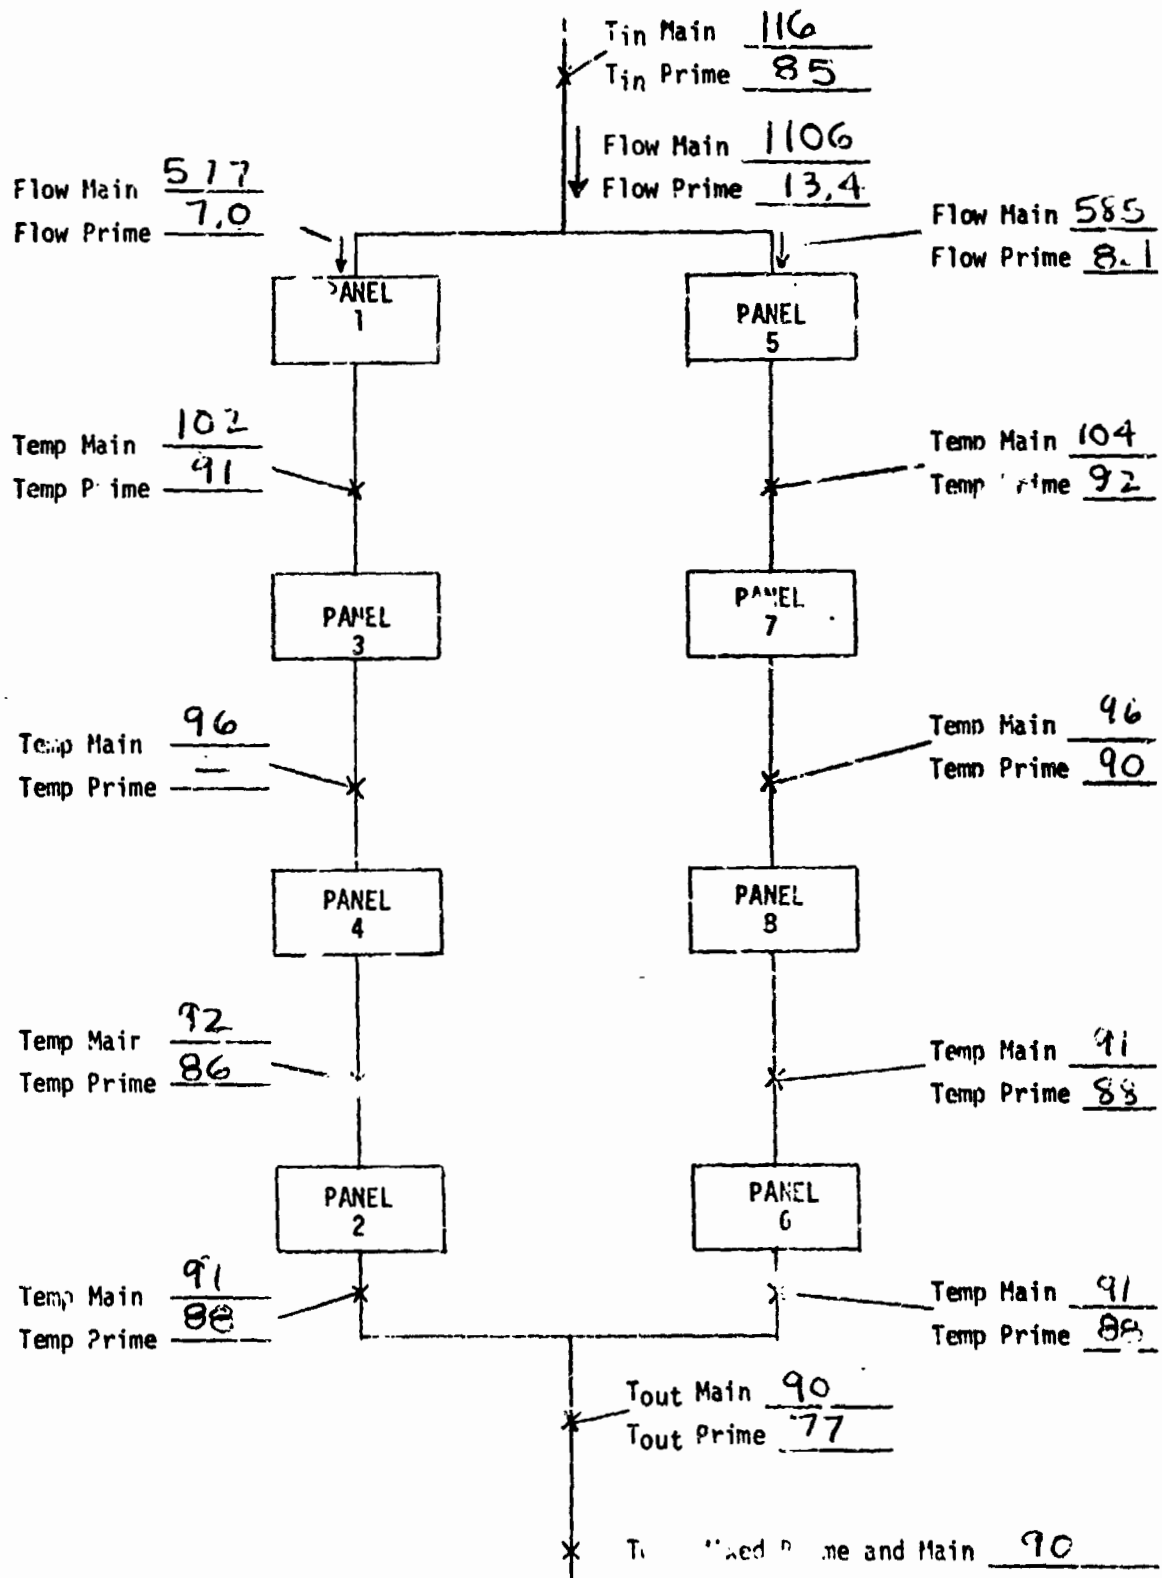 Tin Main 116
Tin Prime 85
Flow Main 1106
Flow Prime 13.4
Flow Main 517
Flow Prime 7.0
Flow Main 585
Flow Prime 8.1
PANEL
1
PANEL
5
Temp Main 102
Temp Prime 91
Temp Main 104
Temp Prime 92
PANEL
3
PANEL
7
Temp Main 96
Temp Prime —
Temp Main 96
Temp Prime 90
PANEL
4
PANEL
8
Temp Main 92
Temp Prime 86
Temp Main 91
Temp Prime 88
PANEL
2
PANEL
6
Temp Main 91
Temp Prime 88
Temp Main 91
Temp Prime 88
Tout Main 90
Tout Prime 77
me and Main 90